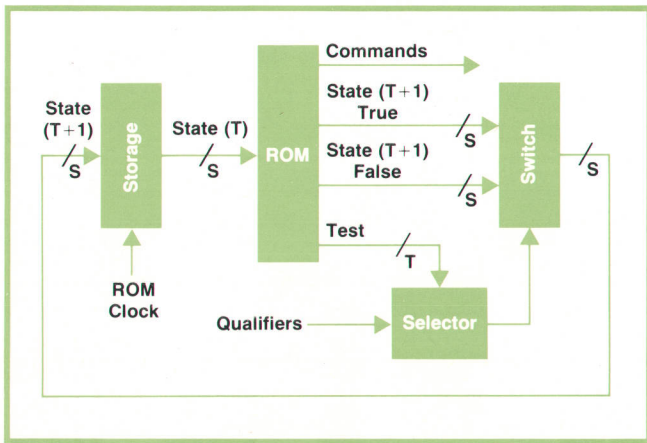 Commands
State
(T+1)
S
Storage
State (T)
S
ROM
State (T+1)
True
S
State (T+1)
False
S
Switch
S
Test
T
ROM
Clock
Qualifiers
Selector